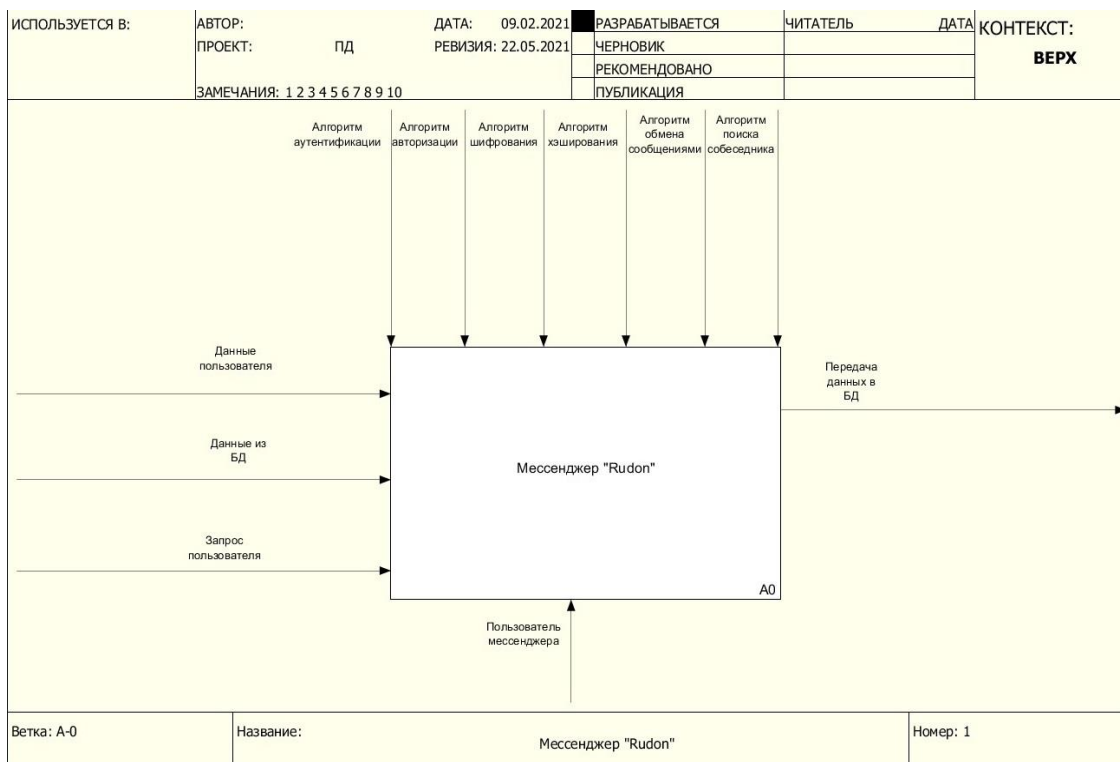 ИСПОЛЬЗУЕТСЯ В:
АВТОР:
ДАТА: 09.02.2021
РАЗРАБАТЫВАЕТСЯ
ЧИТАТЕЛЬ
ДАТА
КОНТЕКСТ:
ПРОЕКТ: ПД
РЕВИЗИЯ: 22.05.2021
ЧЕРНОВИК
ВЕРХ
РЕКОМЕНДОВАНО
ЗАМЕЧАНИЯ: 1 2 3 4 5 6 7 8 9 10
ПУБЛИКАЦИЯ
Алгоритм
аутентификации
Алгоритм
авторизации
Алгоритм
шифрования
Алгоритм
хэширования
Алгоритм
обмена
сообщениями
Алгоритм
поиска
собеседника
Данные
пользователя
Передача
данных в
БД
Данные из
БД
Мессенджер "Rudon"
Запрос
пользователя
A0
Пользователь
мессенджера
Ветка: A-0
Название:
Мессенджер "Rudon"
Номер: 1